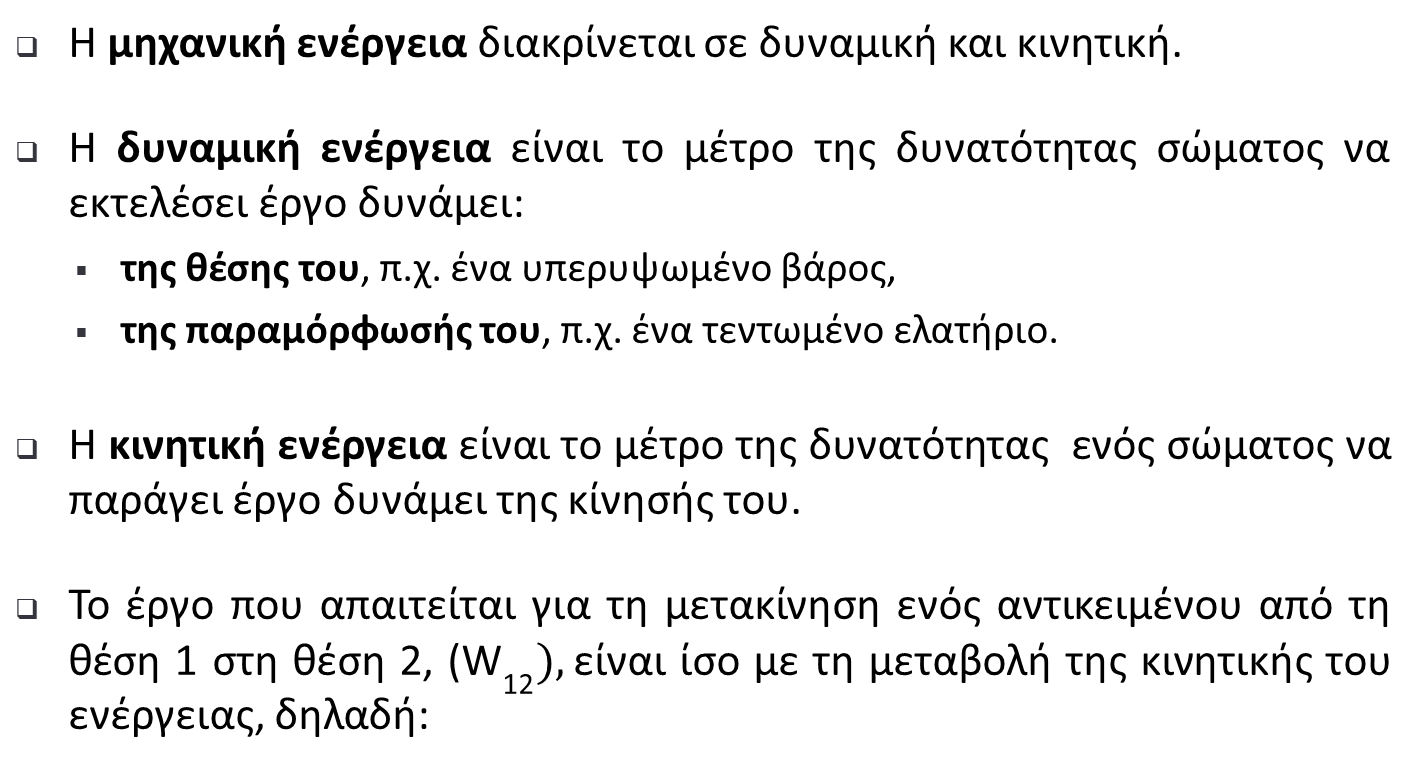 ❑ Η μηχανική ενέργεια διακρίνεται σε δυναμική και κινητική.
❑ Η δυναμική ενέργεια είναι το μέτρο της δυνατότητας σώματος να
εκτελέσει έργο δυνάμει:
▪ της θέσης του, π.χ. ένα υπερυψωμένο βάρος,
▪ της παραμόρφωσής του, π.χ. ένα τεντωμένο ελατήριο.
❑ Η κινητική ενέργεια είναι το μέτρο της δυνατότητας ενός σώματος να
παράγει έργο δυνάμει της κίνησής του.
❑ Το έργο που απαιτείται για τη μετακίνηση ενός αντικειμένου από τη
θέση 1 στη θέση 2, (W₁₂), είναι ίσο με τη μεταβολή της κινητικής του
ενέργειας, δηλαδή: